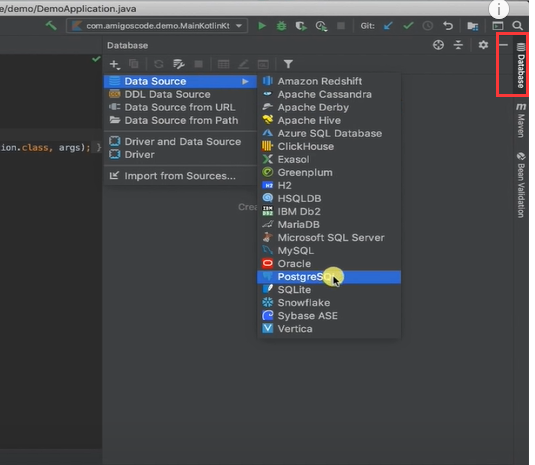 e/demo/DemoApplication.java
com.amigoscode.demo.MainKotlinKt
Git:
Database
Data Source
DDL Data Source
Data Source from URL
Data Source from Path
Driver and Data Source
Driver
Import from Sources...
Amazon Redshift
Apache Cassandra
Apache Derby
Apache Hive
Azure SQL Database
ClickHouse
Exasol
Greenplum
H2
HSQLDB
IBM Db2
MariaDB
Microsoft SQL Server
MySQL
Oracle
PostgreSQL
SQLite
Snowflake
Sybase ASE
Vertica
ion.class, args); }
Crea
Database
Maven
Bean Validation